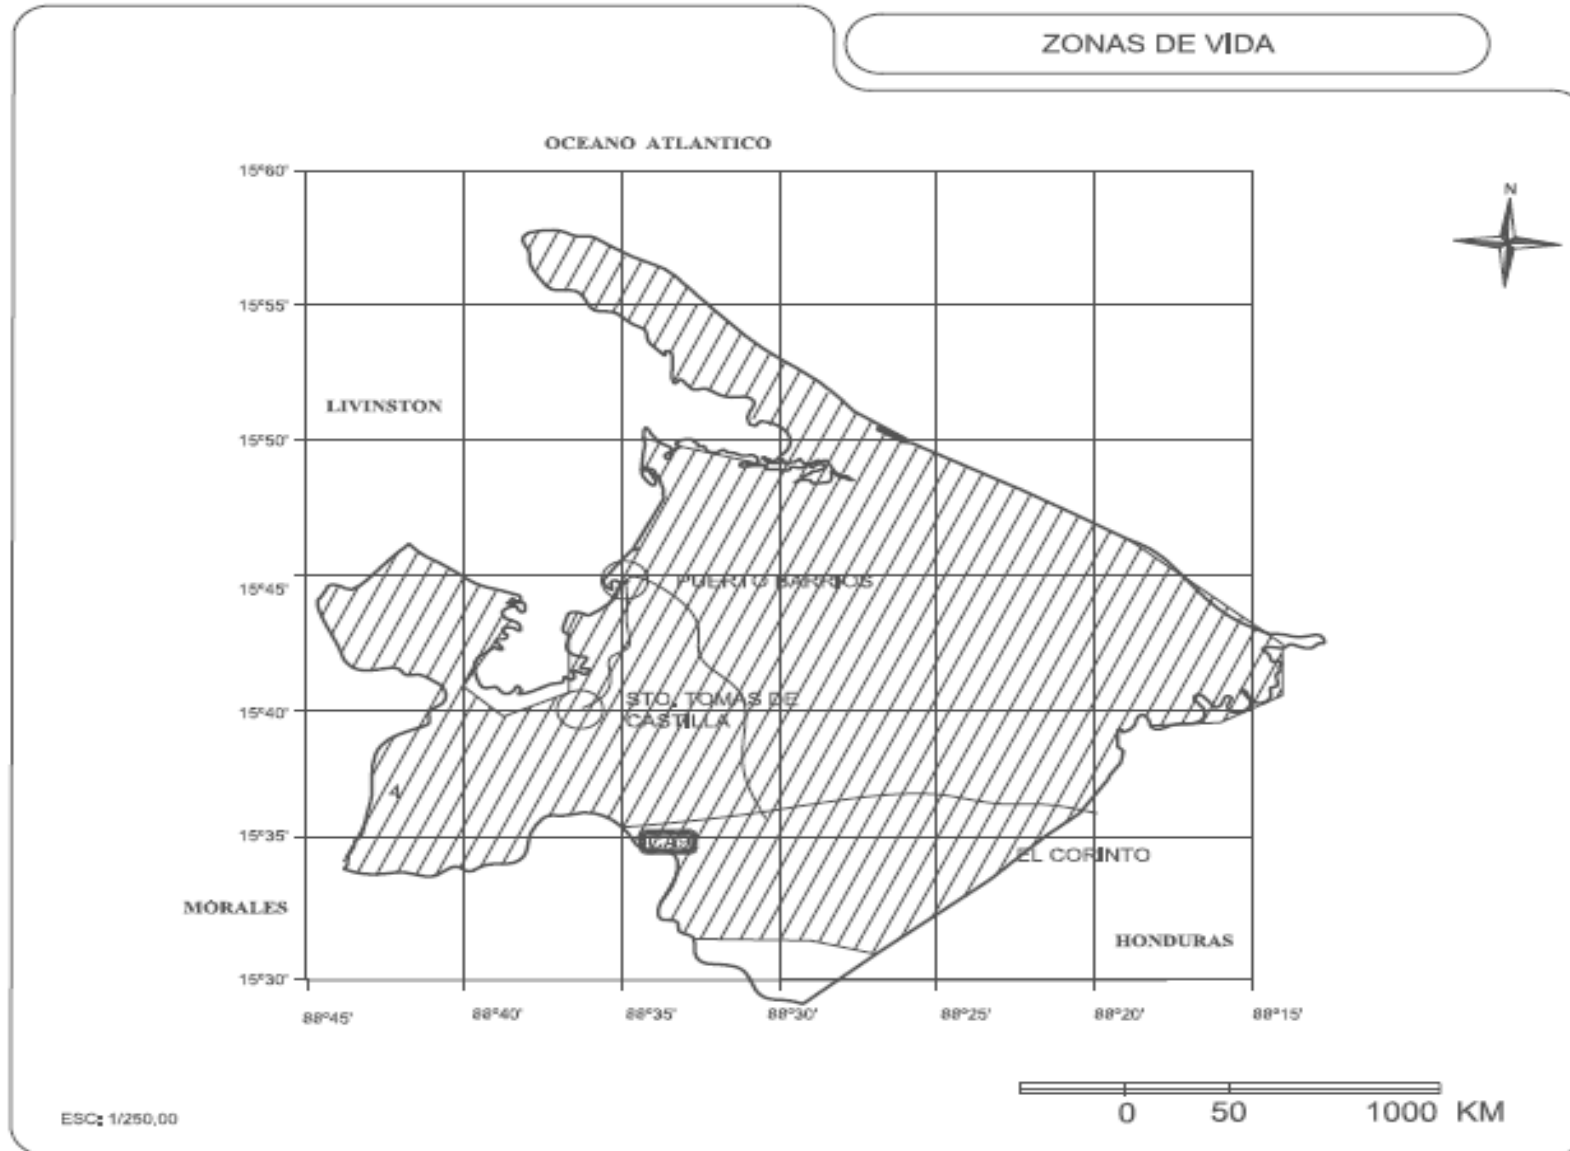 ZONAS DE VIDA
OCEANO ATLANTICO
15°60'
N
15°55'
LIVINSTON
15°50'
15°45'
PUERTO BARRIOS
STO. TOMAS DE
CASTILLA
15°40'
4
15°35'
EL CORINTO
MORALES
HONDURAS
15°30'
88°45'
88°40'
88°35'
88°30'
88°25'
88°20'
88°15'
ESC: 1/250,00
0 50 1000 KM